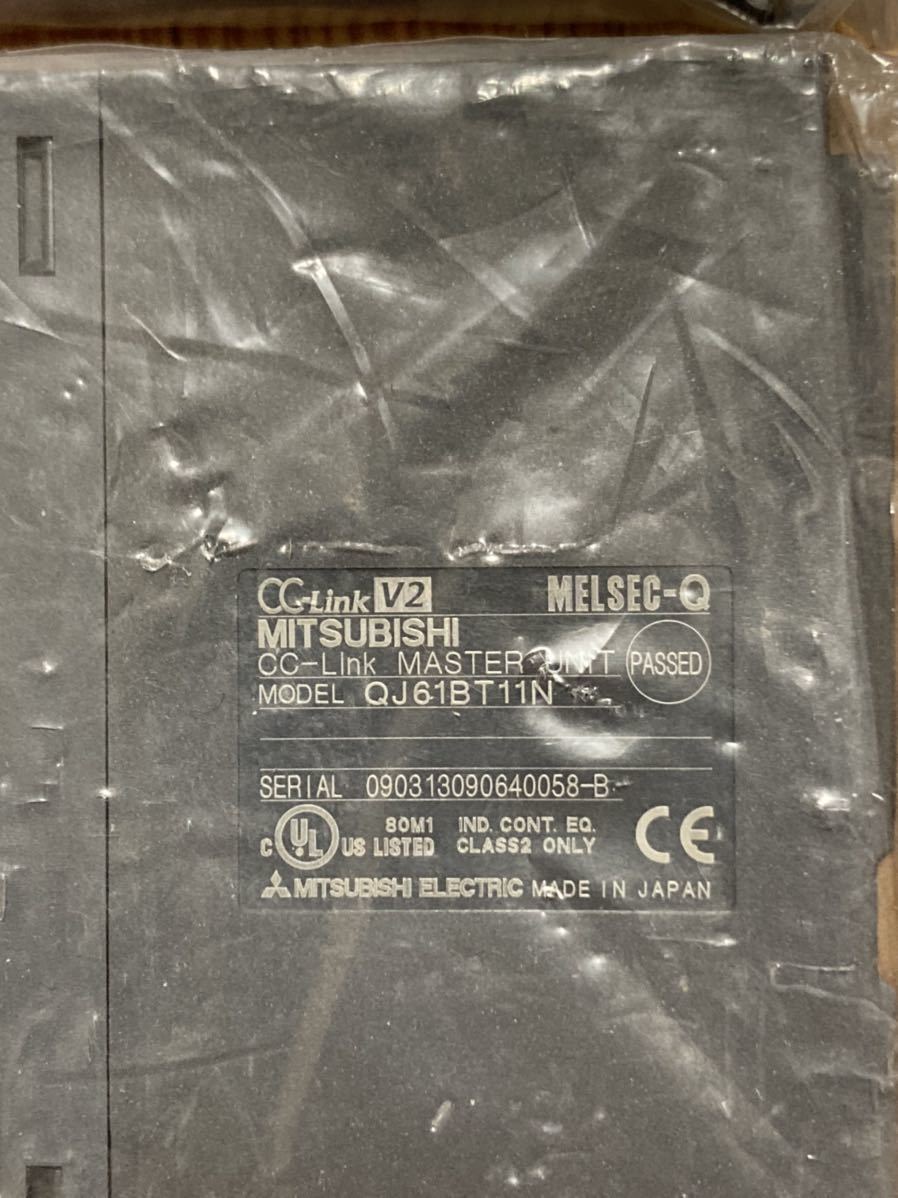 CC-Link V2 MELSEC-Q
MITSUBISHI
CC-Link MASTER UNIT
PASSED
MODEL QJ61BT11N
SERIAL 090313090640058-B
C UL US LISTED 80M1 IND. CONT. EQ.
CLASS2 ONLY
CE
MITSUBISHI ELECTRIC MADE IN JAPAN